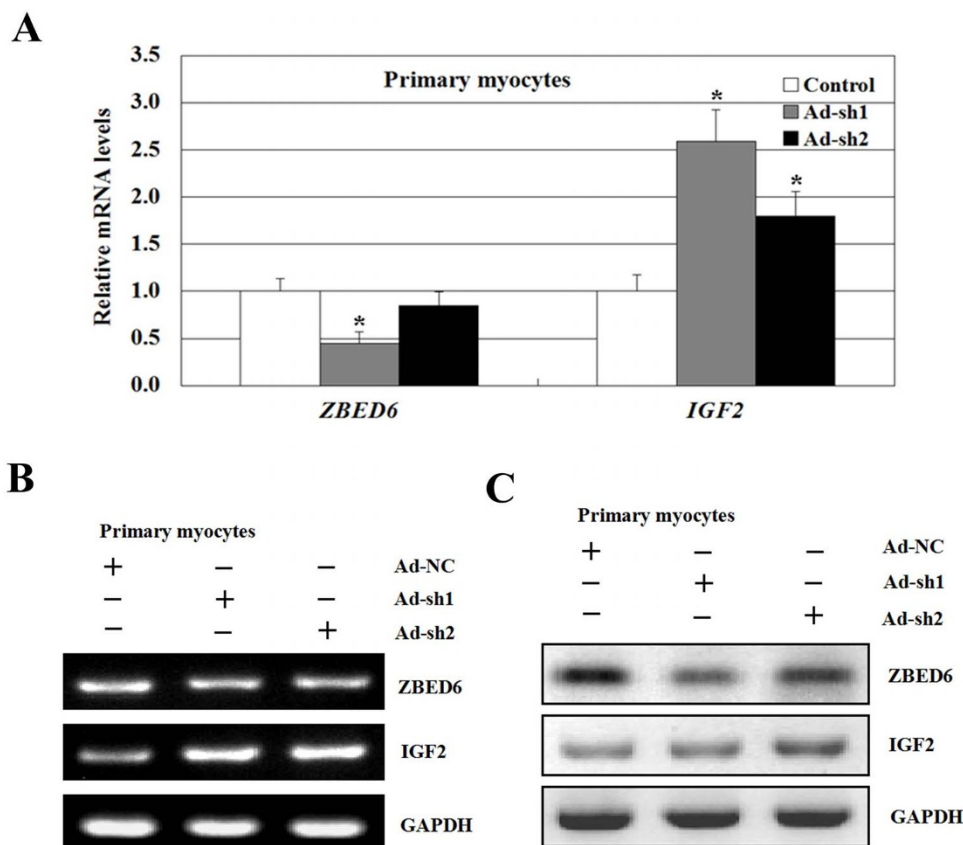 A
Relative mRNA levels
3.5
3.0
2.5
2.0
1.5
1.0
0.5
0.0
Primary myocytes
Control
Ad-sh1
Ad-sh2
*
*
*
ZBED6 IGF2
B
Primary myocytes
+ − − Ad-NC
− + − Ad-sh1
− − + Ad-sh2
ZBED6
IGF2
GAPDH
C
Primary myocytes
+ − − Ad-NC
− + − Ad-sh1
− − + Ad-sh2
ZBED6
IGF2
GAPDH